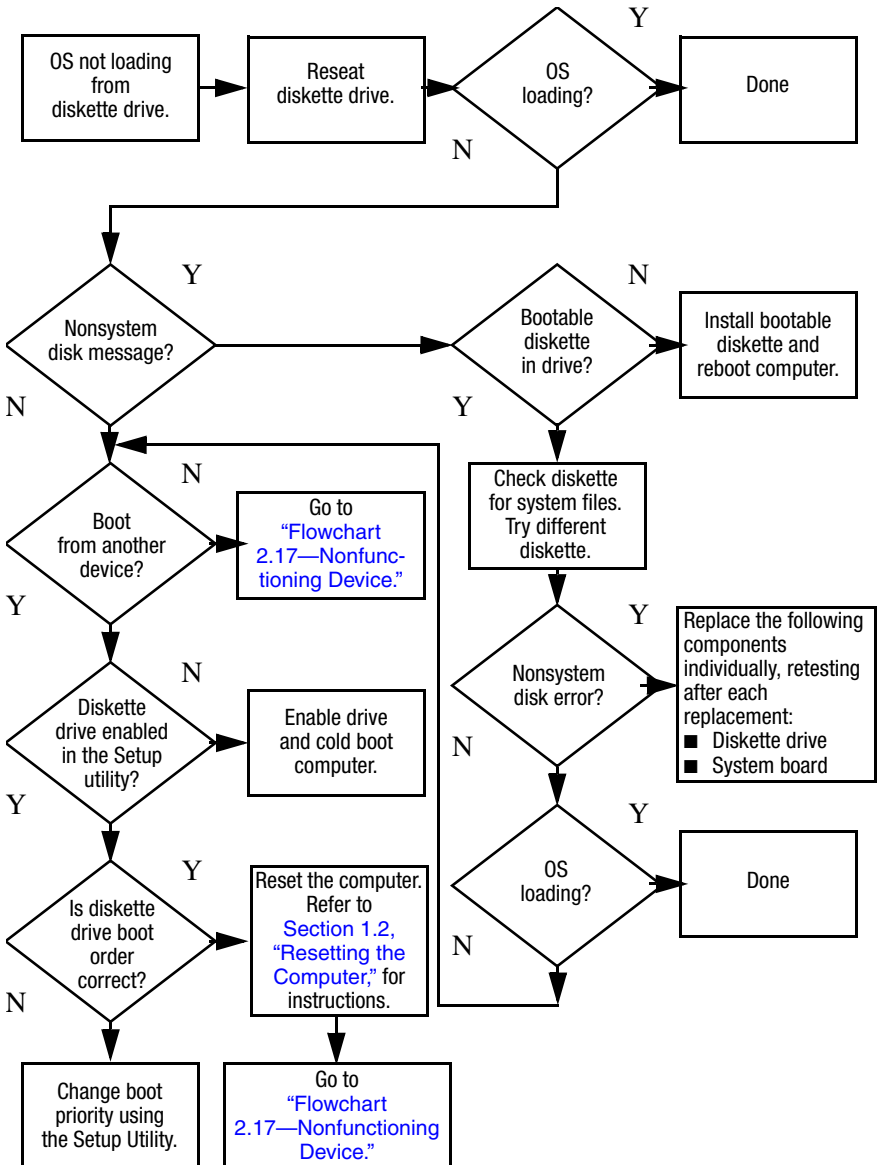 OS not loading
from
diskette drive.
Reseat
diskette drive.
OS
loading?
Y
Done
N
Nonsystem
disk message?
Y
Bootable
diskette
in drive?
N
Install bootable
diskette and
reboot computer.
N
Y
Check diskette
for system files.
Try different
diskette.
Boot
from another
device?
N
Go to
“Flowchart
2.17—Nonfunc-
tioning Device.”
Y
Nonsystem
disk error?
Y
Replace the following
components
individually, retesting
after each
replacement:
■ Diskette drive
■ System board
N
Diskette
drive enabled
in the Setup
utility?
N
Enable drive
and cold boot
computer.
Y
OS
loading?
Y
Done
N
Is diskette
drive boot
order
correct?
Y
Reset the computer.
Refer to
Section 1.2,
“Resetting the
Computer,” for
instructions.
N
Change boot
priority using
the Setup Utility.
Go to
“Flowchart
2.17—Nonfunctioning
Device.”